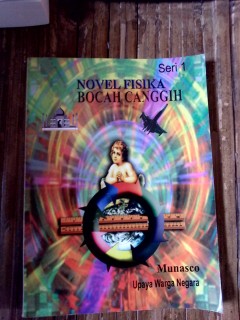 Seri 1
NOVEL FISIKA
BOCAH CANGGIH
Munasco
Upaya Warga Negara